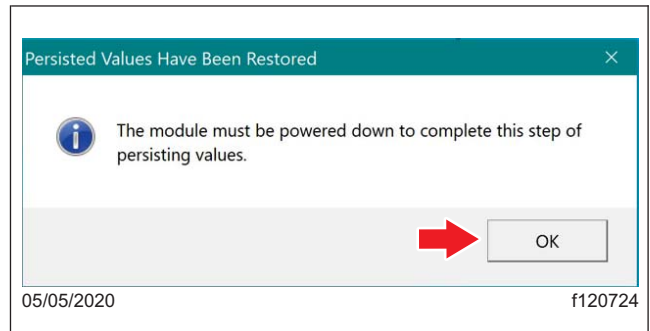 Persisted Values Have Been Restored
The module must be powered down to complete this step of
persisting values.
OK
05/05/2020 f120724